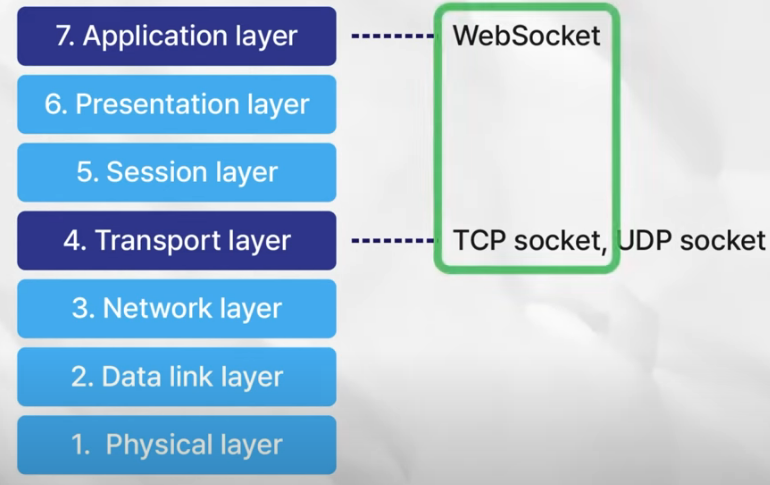 7. Application layer
WebSocket
6. Presentation layer
5. Session layer
4. Transport layer
TCP socket, UDP socket
3. Network layer
2. Data link layer
1. Physical layer